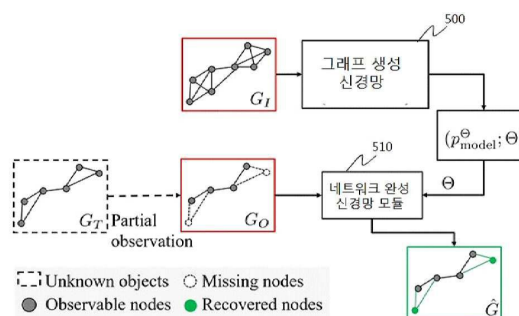 500
그래프 생성
신경망
G_I
(p_model^Θ; Θ
510
네트워크 완성
신경망 모듈
Θ
G_T
Partial
observation
G_O
Unknown objects
Missing nodes
Observable nodes
Recovered nodes
Ĝ